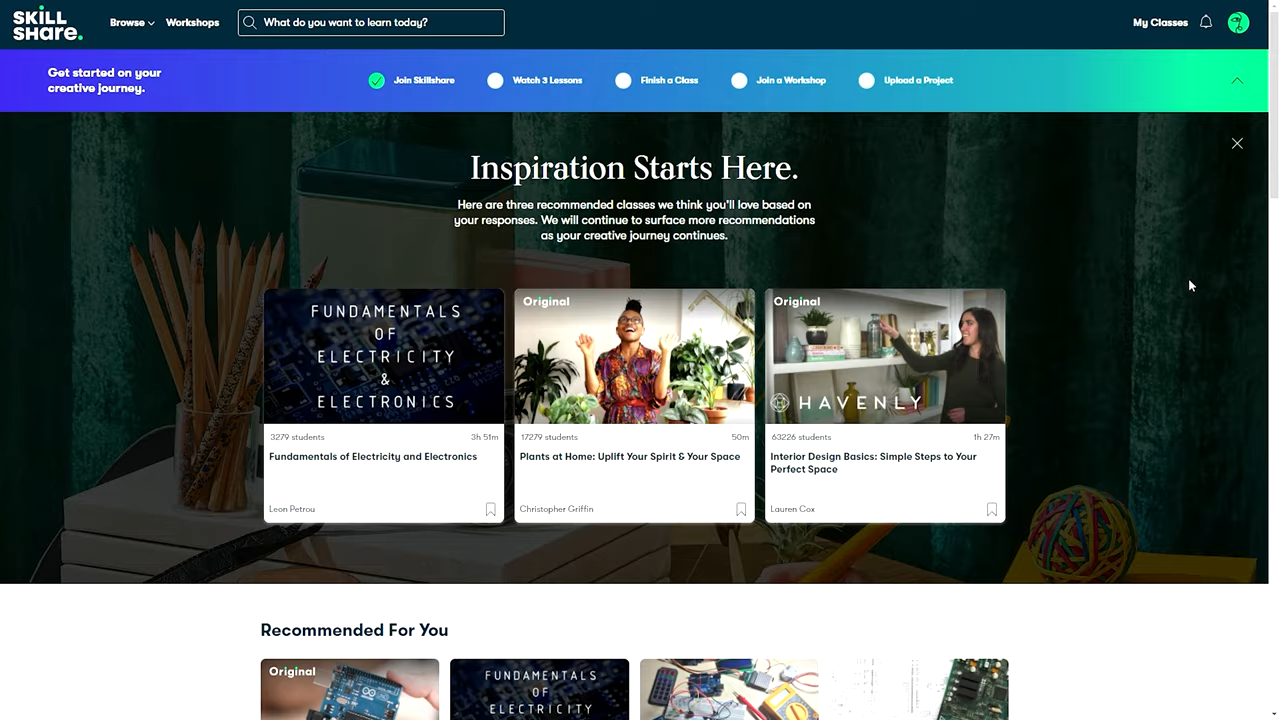 SKILL
SHARE.
Browse
Workshops
What do you want to learn today?
My Classes
Get started on your
creative journey.
Join Skillshare
Watch 3 Lessons
Finish a Class
Join a Workshop
Upload a Project
Inspiration Starts Here.
Here are three recommended classes we think you'll love based on
your responses. We will continue to surface more recommendations
as your creative journey continues.
FUNDAMENTALS
OF
ELECTRICITY
&
ELECTRONICS
3279 students
3h 51m
Fundamentals of Electricity and Electronics
Leon Petrou
Original
17279 students
50m
Plants at Home: Uplift Your Spirit & Your Space
Christopher Griffin
Original
HAVENLY
63226 students
1h 27m
Interior Design Basics: Simple Steps to Your
Perfect Space
Lauren Cox
Recommended For You
Original
FUNDAMENTALS
OF
ELECTRICITY